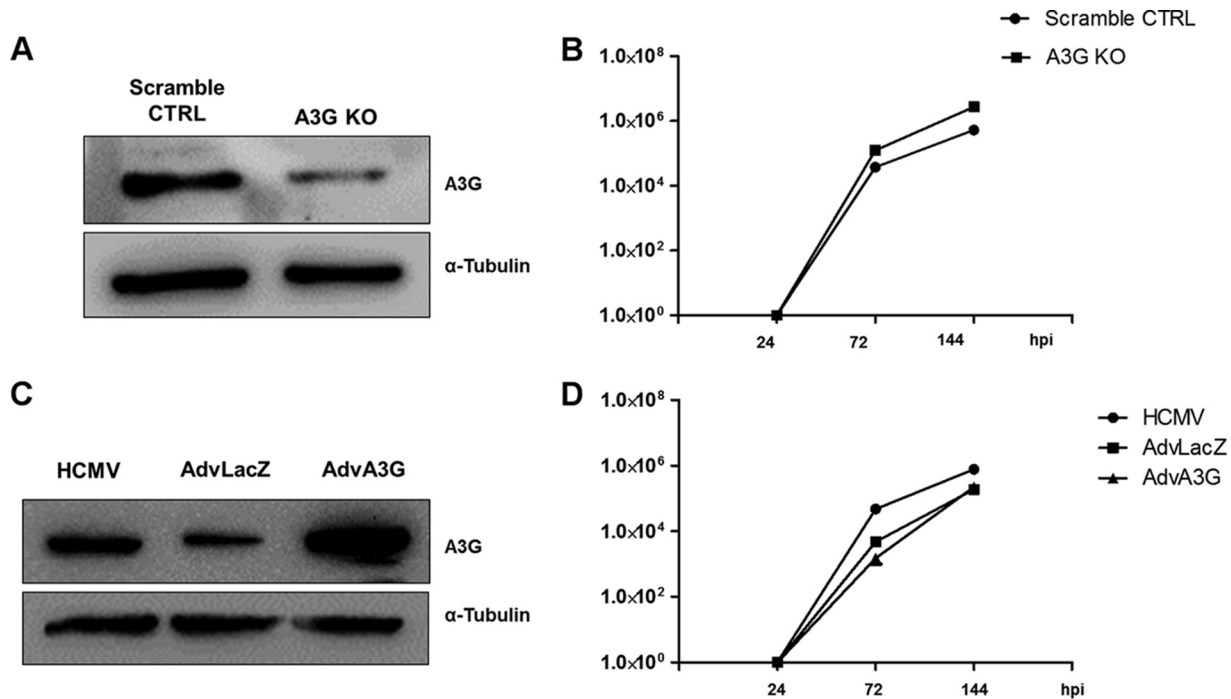 A
Scramble
CTRL
A3G KO
A3G
α-Tubulin
B
Scramble CTRL
A3G KO
1.0×10⁸
1.0×10⁶
1.0×10⁴
1.0×10²
1.0×10⁰
24
72
144
hpi
C
HCMV
AdvLacZ
AdvA3G
A3G
α-Tubulin
D
HCMV
AdvLacZ
AdvA3G
1.0×10⁸
1.0×10⁶
1.0×10⁴
1.0×10²
1.0×10⁰
24
72
144
hpi